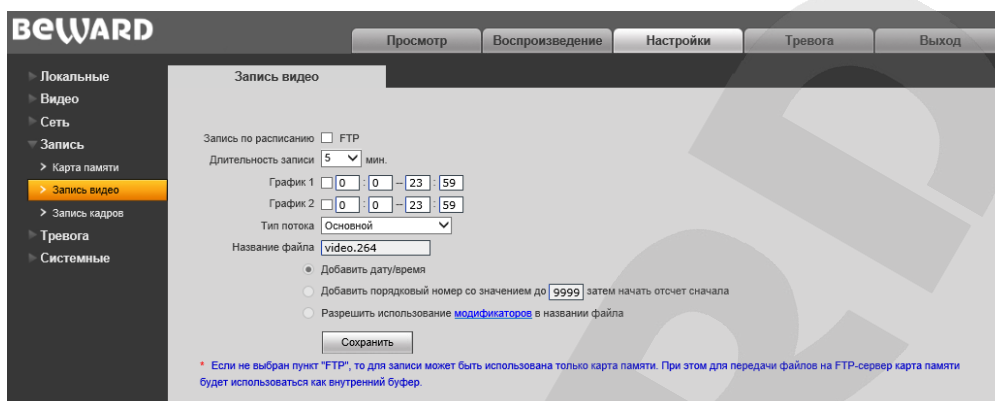 BEWARD
Просмотр Воспроизведение Настройки Тревога Выход
Локальные
Видео
Сеть
Запись
Карта памяти
Запись видео
Запись кадров
Тревога
Системные
Запись видео
Запись по расписанию FTP
Длительность записи 5 мин.
График 1 0 : 0 – 23 : 59
График 2 0 : 0 – 23 : 59
Тип потока Основной
Название файла video.264
Добавить дату/время
Добавить порядковый номер со значением до 9999 затем начать отсчет сначала
Разрешить использование модификаторов в названии файла
Сохранить
* Если не выбран пункт "FTP", то для записи может быть использована только карта памяти. При этом для передачи файлов на FTP-сервер карта памяти
будет использоваться как внутренний буфер.